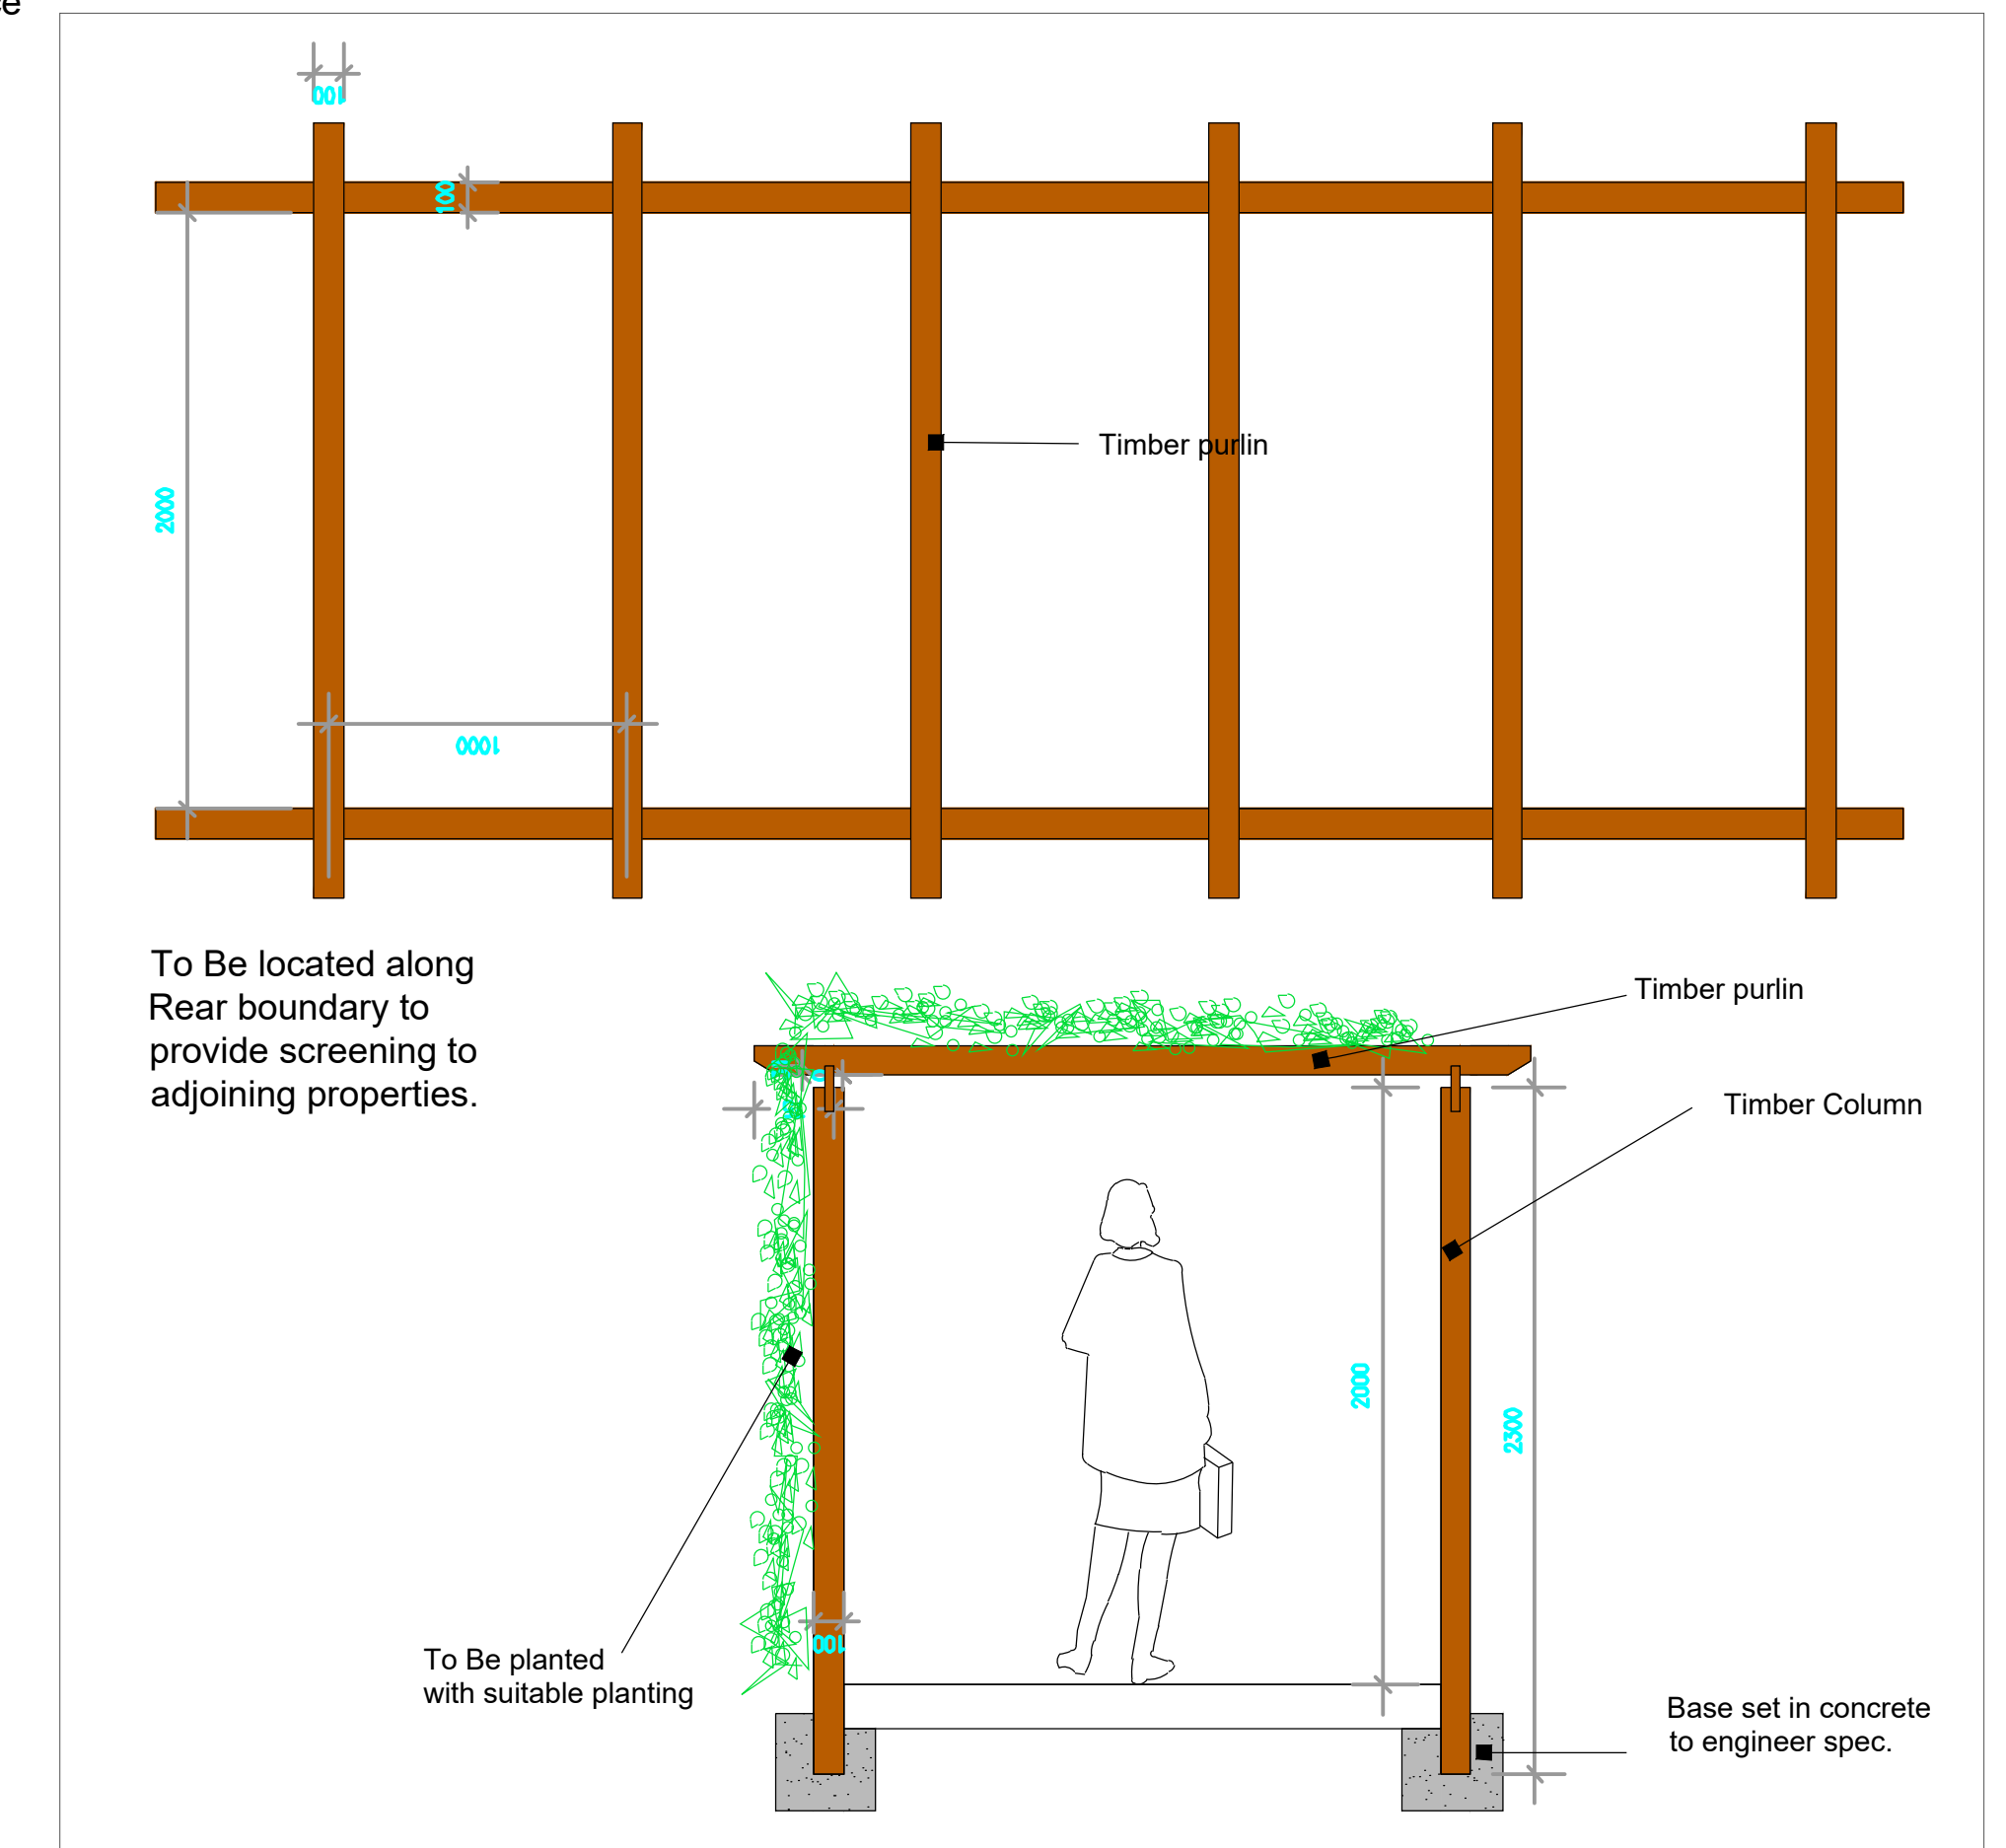 100
100
Timber purlin
2000
1000
To Be located along
Rear boundary to
provide screening to
adjoining properties.
Timber purlin
Timber Column
2000
2300
100
To Be planted
with suitable planting
Base set in concrete
to engineer spec.